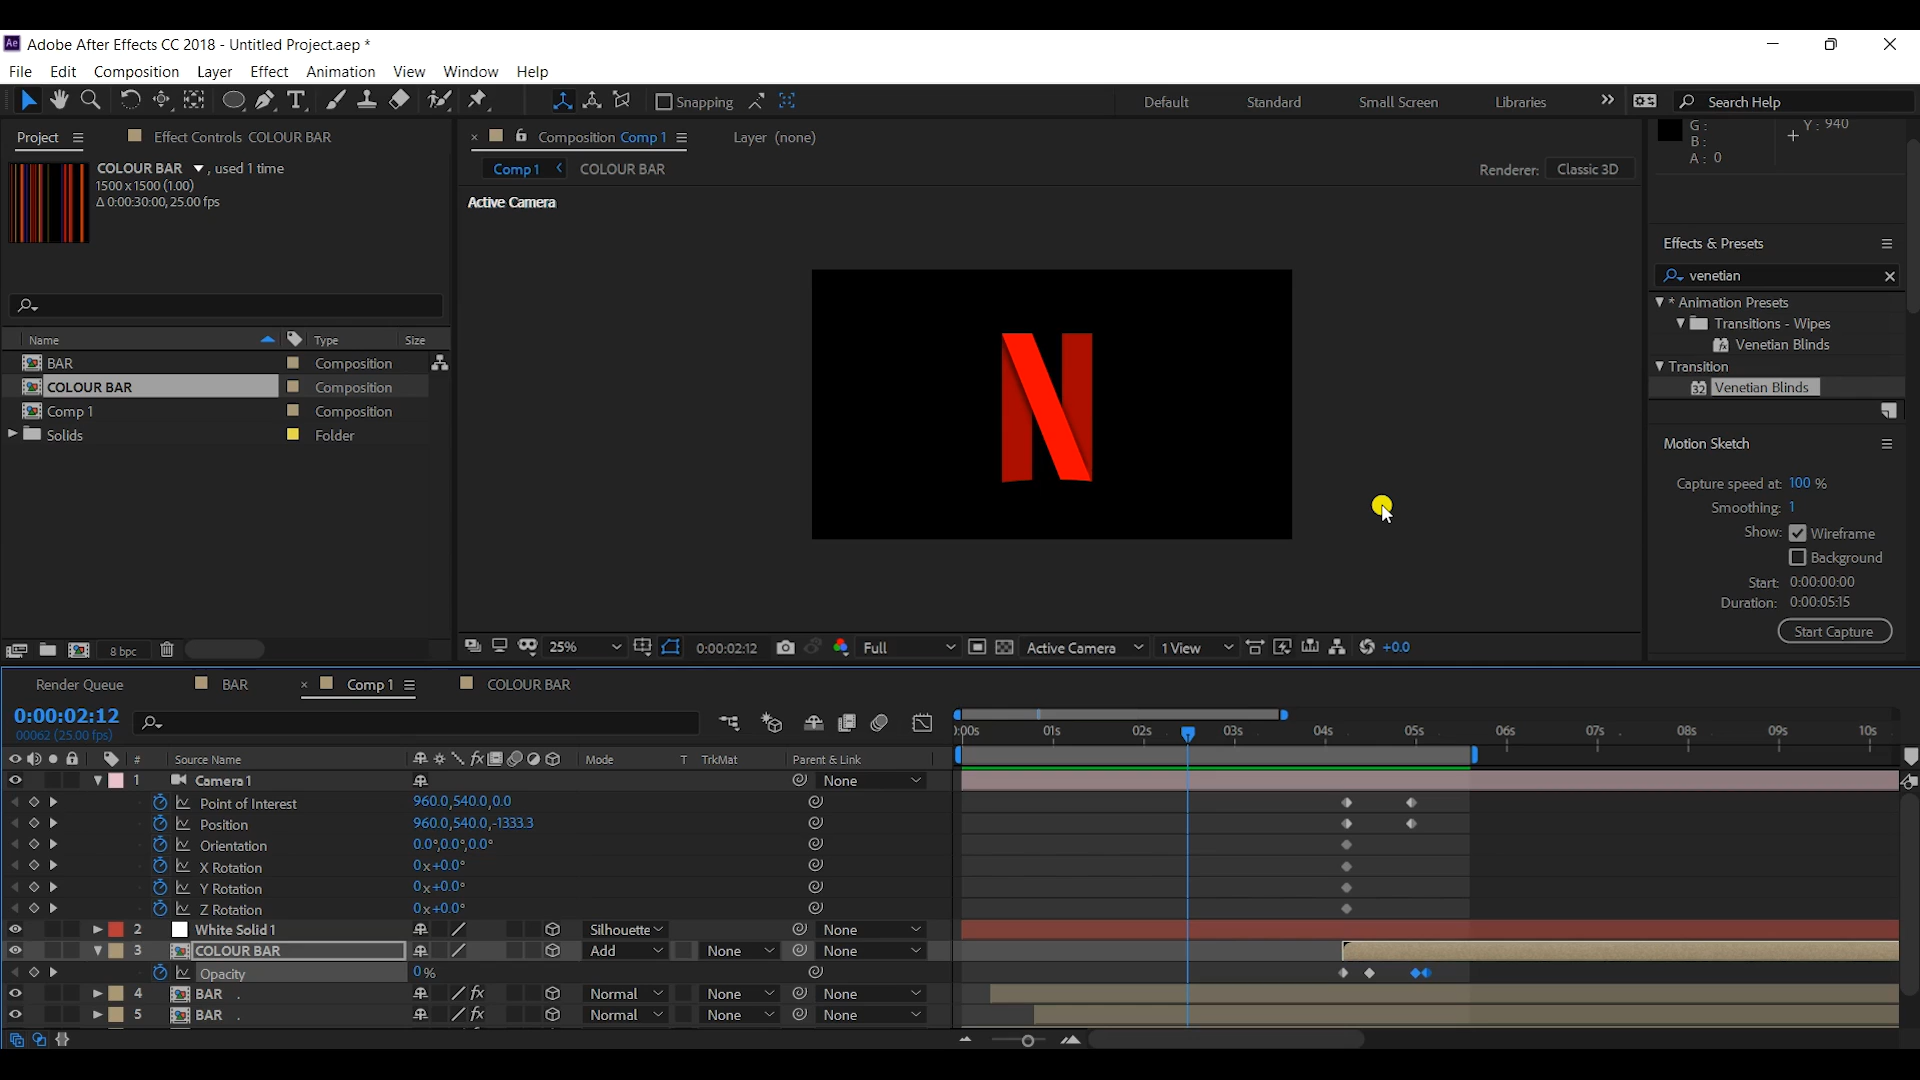 Adobe After Effects CC 2018 - Untitled Project.aep *
File Edit Composition Layer Effect Animation View Window Help
Snapping Default Standard Small Screen Libraries Search Help
Project Effect Controls COLOUR BAR
COLOUR BAR , used 1 time
1500 x 1500 (1.00)
Δ 0:00:30:00, 25.00 fps
Name Type Size
BAR Composition
COLOUR BAR Composition
Comp 1 Composition
Solids Folder
8 bpc
Composition Comp 1 Layer (none)
Comp 1 COLOUR BAR Renderer: Classic 3D
Active Camera
N
25% 0:00:02:12 Full Active Camera 1 View +0.0
G:
B:
A: 0
Y: 940
Effects & Presets
venetian
* Animation Presets
Transitions - Wipes
Venetian Blinds
Transition
32 Venetian Blinds
Motion Sketch
Capture speed at: 100 %
Smoothing: 1
Show: Wireframe
Background
Start: 0:00:00:00
Duration: 0:00:05:15
Start Capture
Render Queue BAR Comp 1 COLOUR BAR
0:00:02:12
00062 (25.00 fps)
):00s 01s 02s 03s 04s 05s 06s 07s 08s 09s 10s
# Source Name fx Mode T TrkMat Parent & Link
1 Camera 1 None
Point of Interest 960.0,540.0,0.0
Position 960.0,540.0,-1333.3
Orientation 0.0°,0.0°,0.0°
X Rotation 0x+0.0°
Y Rotation 0x+0.0°
Z Rotation 0x+0.0°
2 White Solid 1 Silhouette None
3 COLOUR BAR Add None None
Opacity 0%
4 BAR . fx Normal None None
5 BAR . fx Normal None None